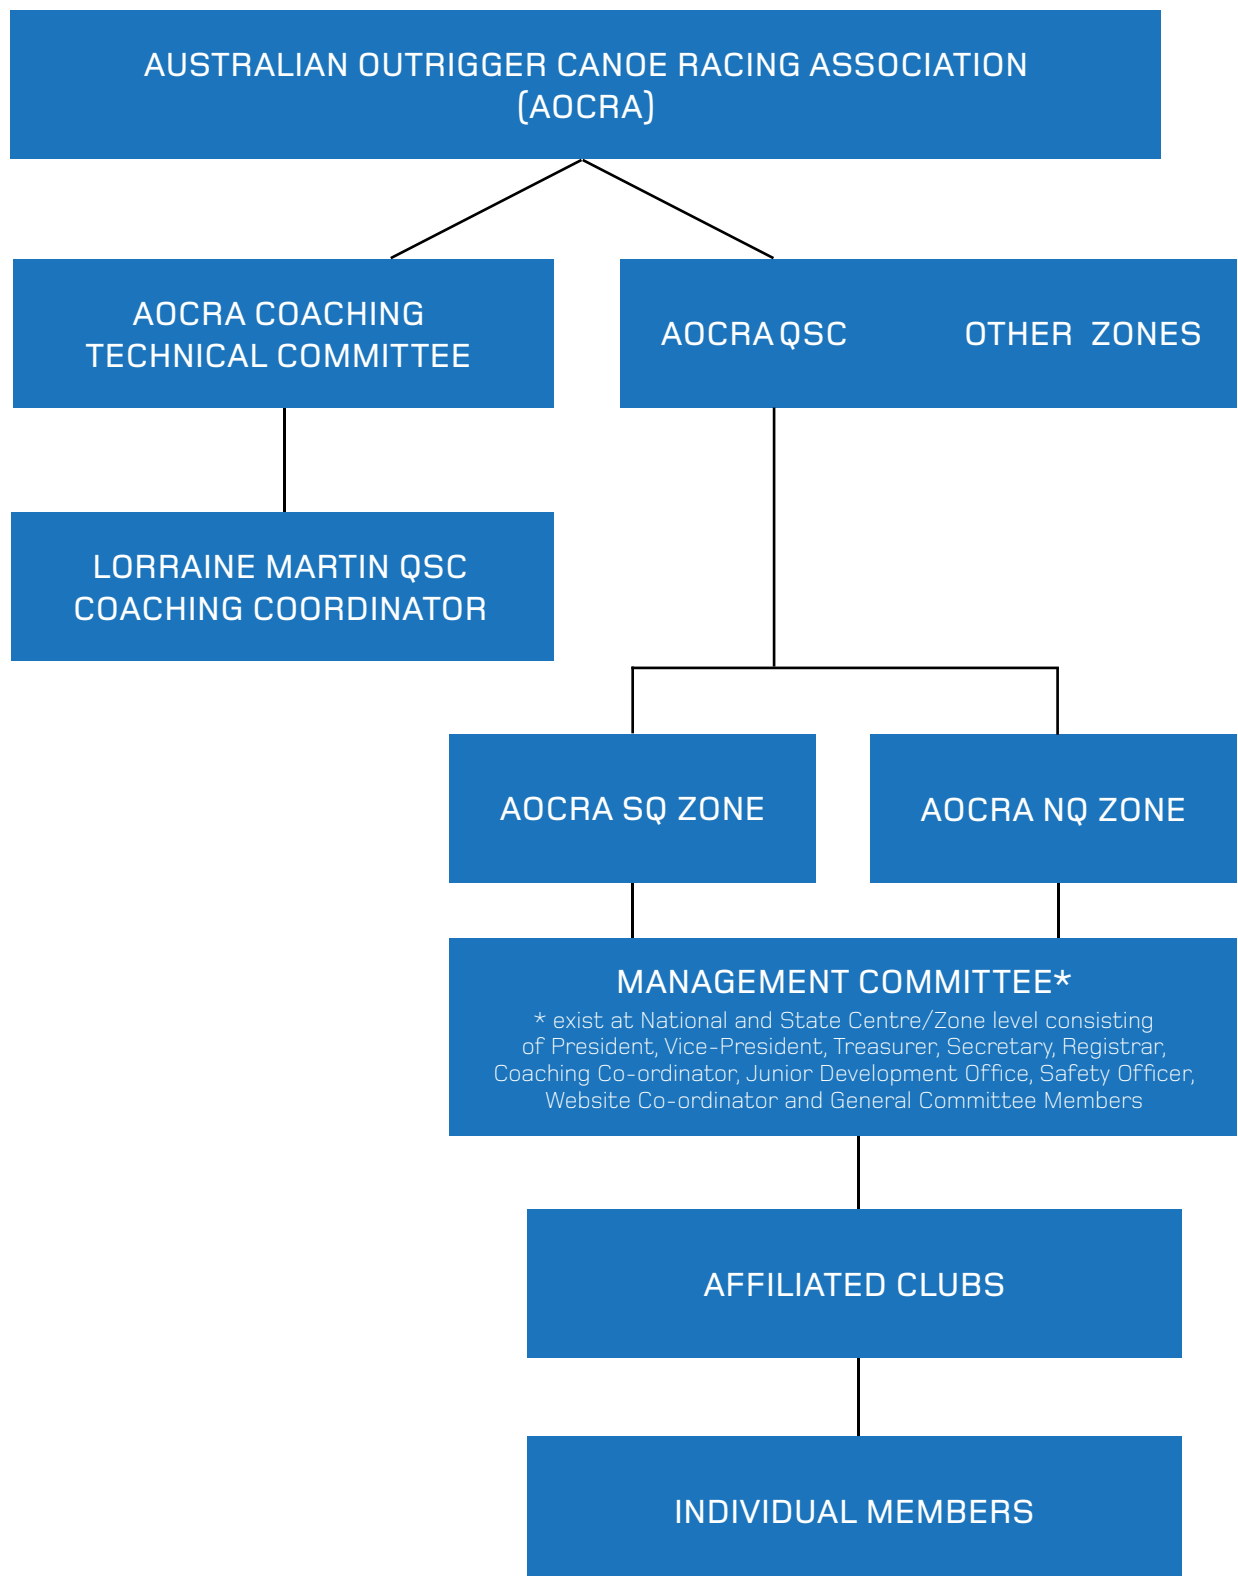 AUSTRALIAN OUTRIGGER CANOE RACING ASSOCIATION
(AOCRA)
AOCRA COACHING
TECHNICAL COMMITTEE
AOCRA QSC OTHER ZONES
LORRAINE MARTIN QSC
COACHING COORDINATOR
AOCRA SQ ZONE
AOCRA NQ ZONE
MANAGEMENT COMMITTEE*
* exist at National and State Centre/Zone level consisting
of President, Vice-President, Treasurer, Secretary, Registrar,
Coaching Co-ordinator, Junior Development Office, Safety Officer,
Website Co-ordinator and General Committee Members
AFFILIATED CLUBS
INDIVIDUAL MEMBERS